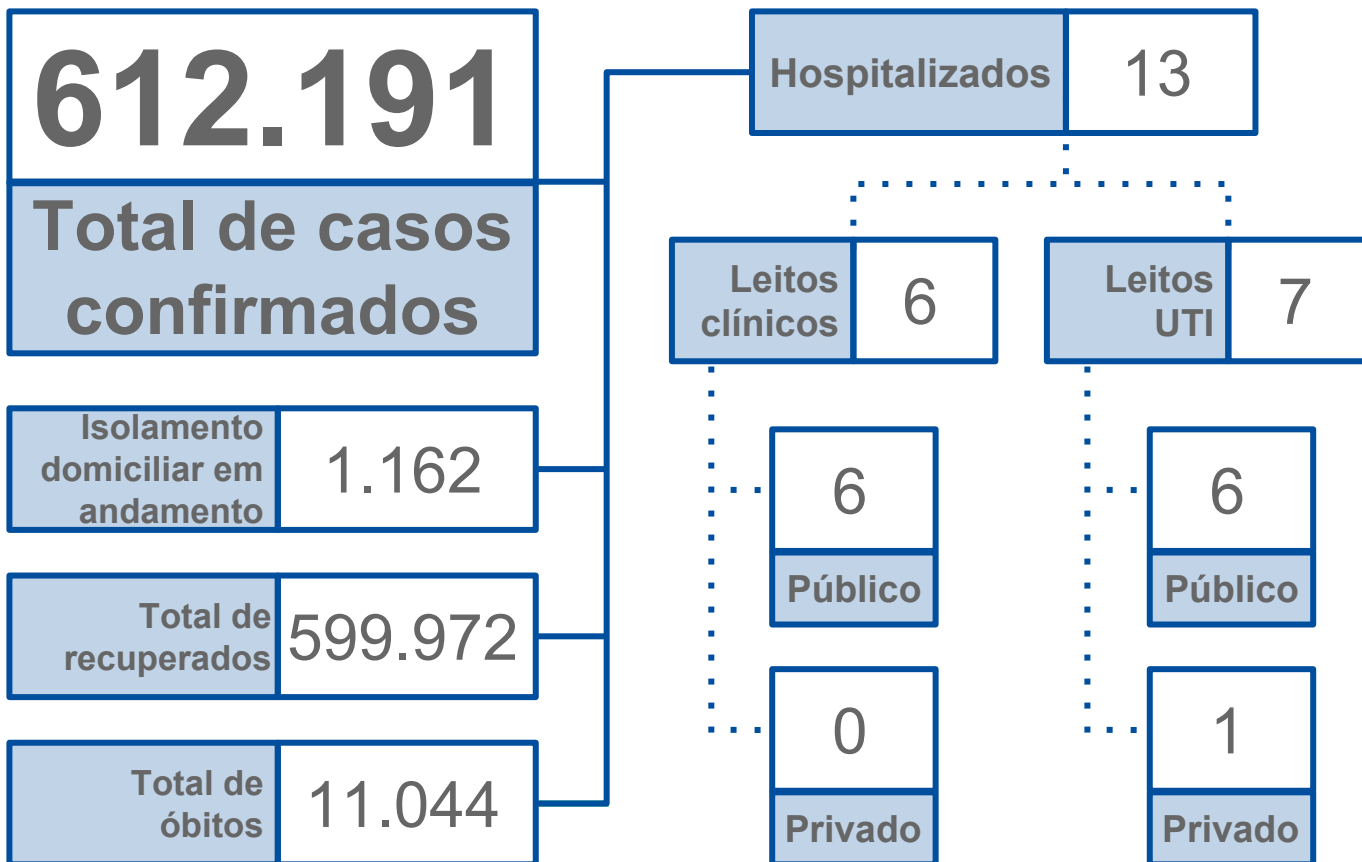 612.191
Total de casos
confirmados
Hospitalizados
13
Leitos
clínicos
6
Leitos
UTI
7
Isolamento
domiciliar em
andamento
1.162
6
Público
6
Público
Total de
recuperados
599.972
0
Privado
1
Privado
Total de
óbitos
11.044